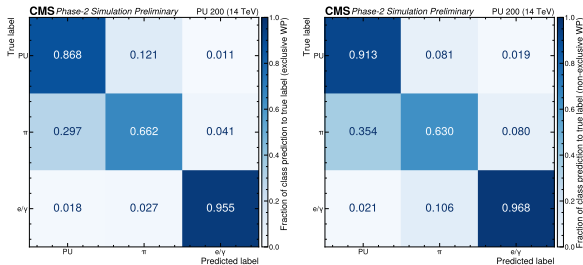 CMS Phase-2 Simulation Preliminary PU 200 (14 TeV)
True label
PU
π
e/γ
0.868 0.121 0.011
0.297 0.662 0.041
0.018 0.027 0.955
PU π e/γ
Predicted label
1.0
0.8
0.6
0.4
0.2
0.0
Fraction of class prediction to true label (exclusive WP)
CMS Phase-2 Simulation Preliminary PU 200 (14 TeV)
True label
PU
π
e/γ
0.913 0.081 0.019
0.354 0.630 0.080
0.021 0.106 0.968
PU π e/γ
Predicted label
1.0
0.8
0.6
0.4
0.2
0.0
Fraction of class prediction to true label (non-exclusive WP)